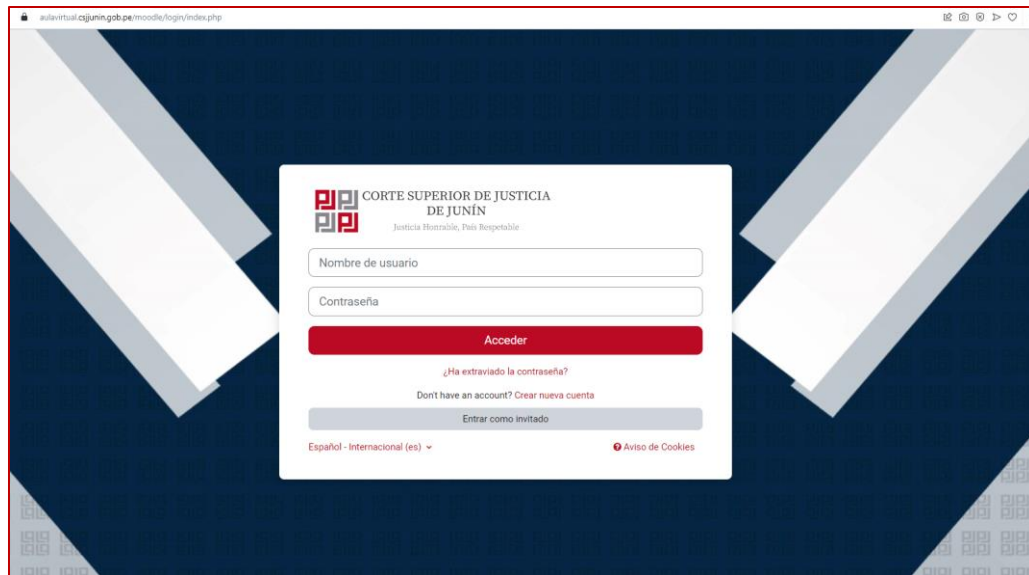 aulavirtual.csjjunin.gob.pe/moodle/login/index.php
CORTE SUPERIOR DE JUSTICIA
DE JUNÍN
Justicia Honrable, País Respetable
Nombre de usuario
Contraseña
Acceder
¿Ha extraviado la contraseña?
Don't have an account? Crear nueva cuenta
Entrar como invitado
Español - Internacional (es)
Aviso de Cookies